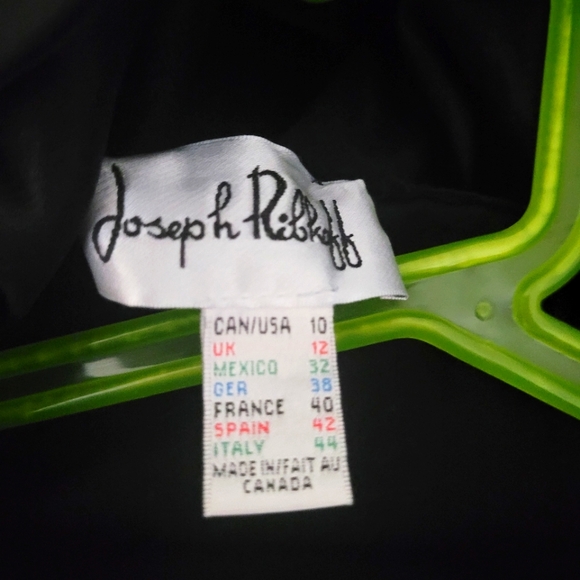 Joseph Ribkoff
CAN/USA 10
UK 12
MEXICO 32
GER 38
FRANCE 40
SPAIN 42
ITALY 44
MADE IN/FAIT AU
CANADA